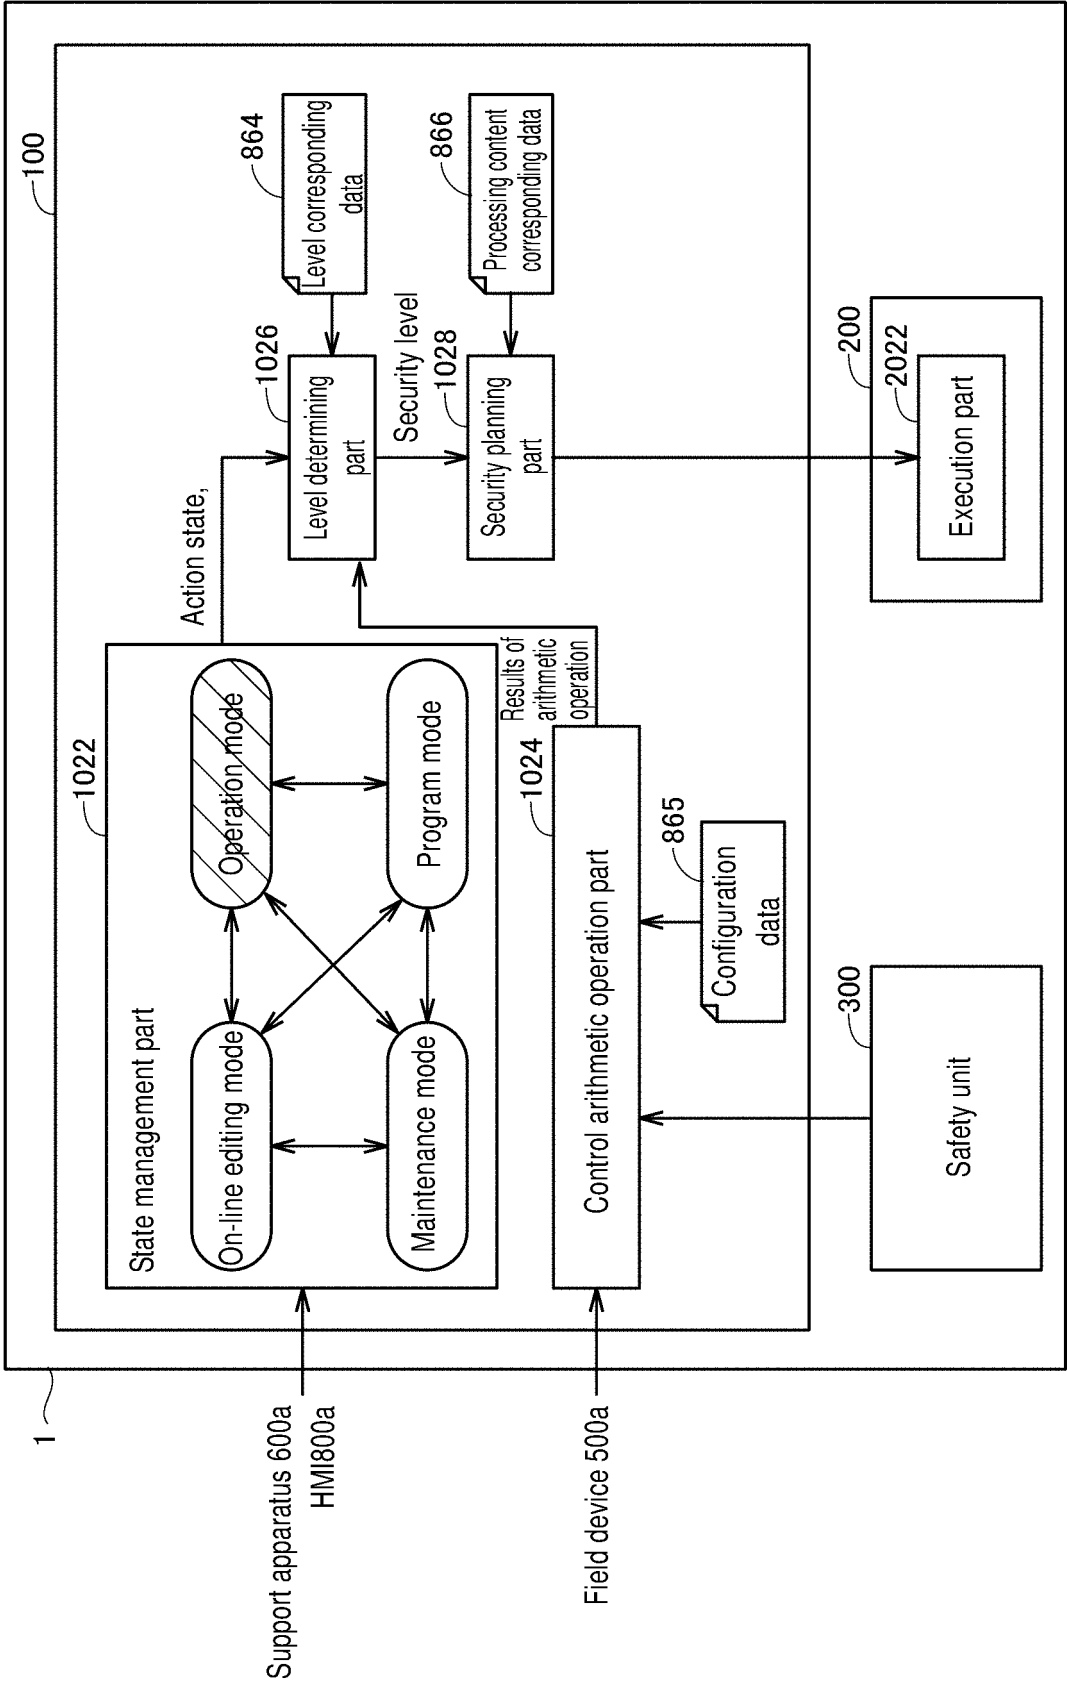 1
100
1022
State management part
On-line editing mode
Operation mode
Maintenance mode
Program mode
Support apparatus 600a
HMI800a
Action state,
864
Level corresponding
data
1026
Level determining
part
Security level
866
Processing content
corresponding data
1028
Security planning
part
Results of
arithmetic
operation
1024
Control arithmetic operation part
Field device 500a
865
Configuration
data
300
Safety unit
200
2022
Execution part